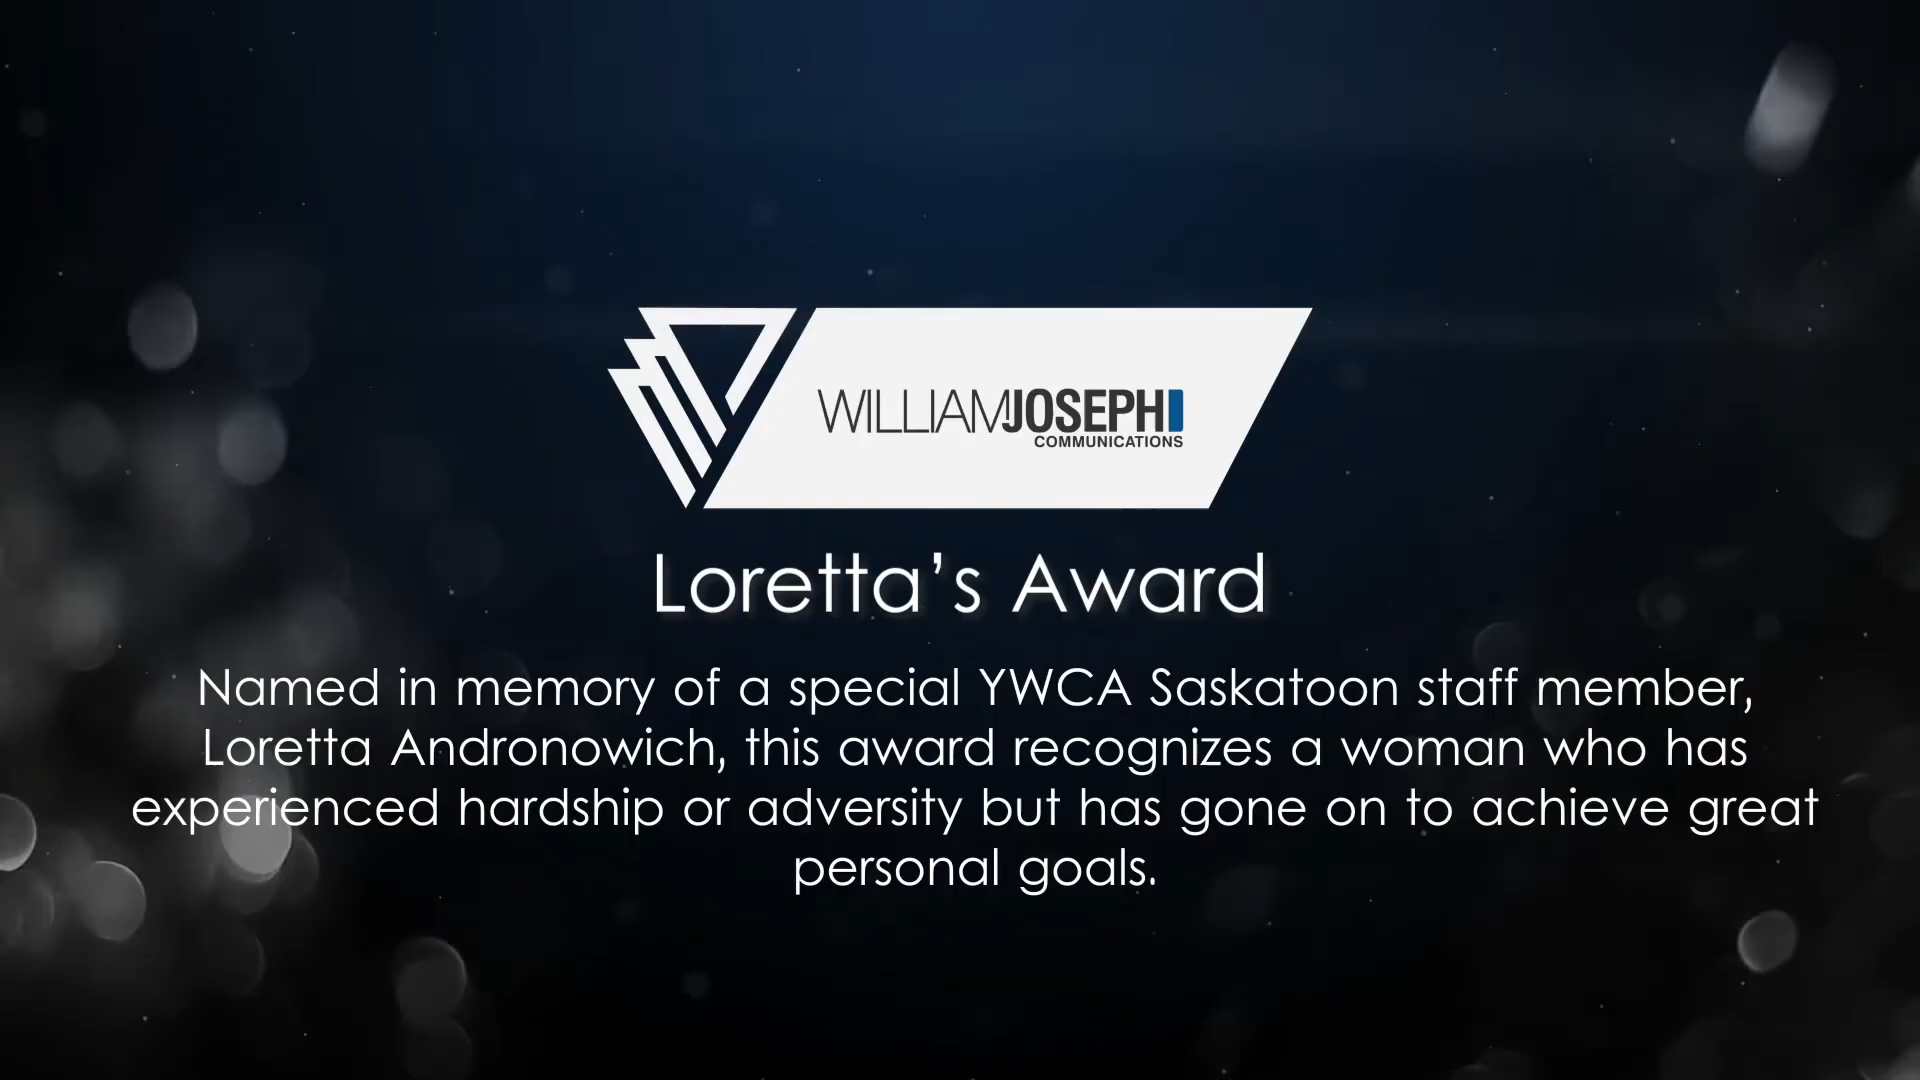 WILLIAMJOSEPH
COMMUNICATIONS
Loretta’s Award
Named in memory of a special YWCA Saskatoon staff member,
Loretta Andronowich, this award recognizes a woman who has
experienced hardship or adversity but has gone on to achieve great
personal goals.